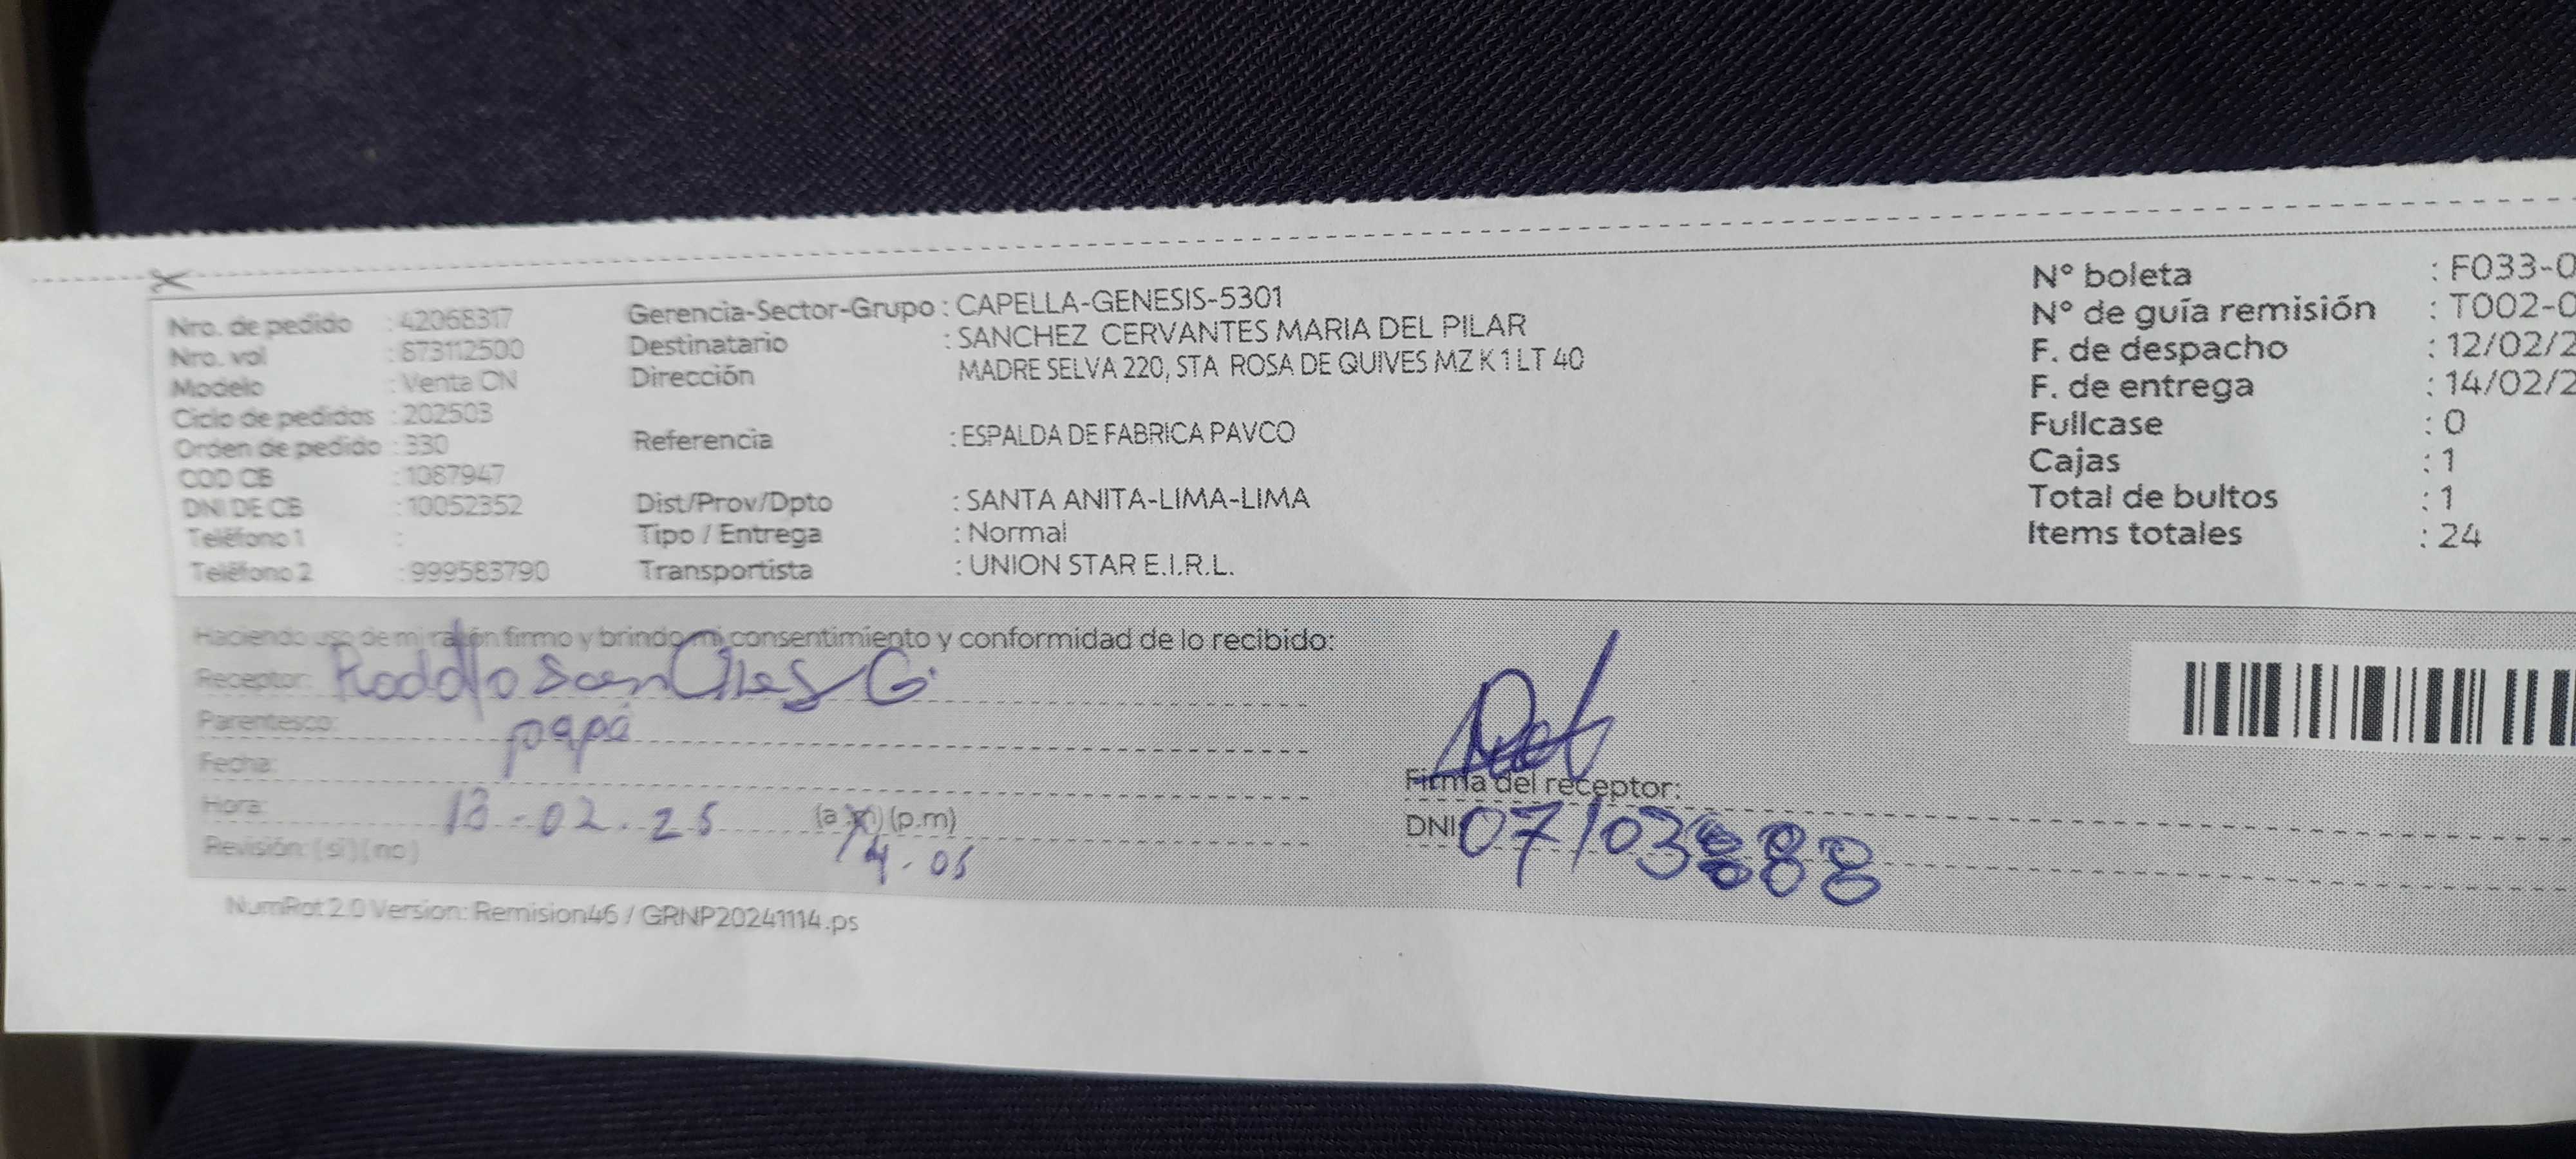 Nro. de pedido : 42068317
Nro. vol : 873112500
Modelo : Venta CN
Ciclo de pedidos : 202503
Orden de pedido : 330
COD CB : 1087947
DNI DE CB : 10052352
Teléfono 1 :
Teléfono 2 : 999583790
Gerencia-Sector-Grupo : CAPELLA-GENESIS-5301
Destinatario : SANCHEZ CERVANTES MARIA DEL PILAR
Dirección MADRE SELVA 220, STA ROSA DE QUIVES MZ K 1 LT 40
Referencia : ESPALDA DE FABRICA PAVCO
Dist/Prov/Dpto : SANTA ANITA-LIMA-LIMA
Tipo / Entrega : Normal
Transportista : UNION STAR E.I.R.L.
N° boleta : F033-0
N° de guía remisión : T002-0
F. de despacho : 12/02/2
F. de entrega : 14/02/2
Fullcase : 0
Cajas : 1
Total de bultos : 1
Items totales : 24
Haciendo uso de mi razón firmo y brindo mi consentimiento y conformidad de lo recibido:
Receptor: SanChes G.
Parentesco: papá
Fecha:
Hora: 13-02.25 (a.m) (p.m)
4.05
Revisión: (si) (no)
Firma del receptor:
DNI
NumRot 2.0 Version: Remision46 / GRNP20241114.ps